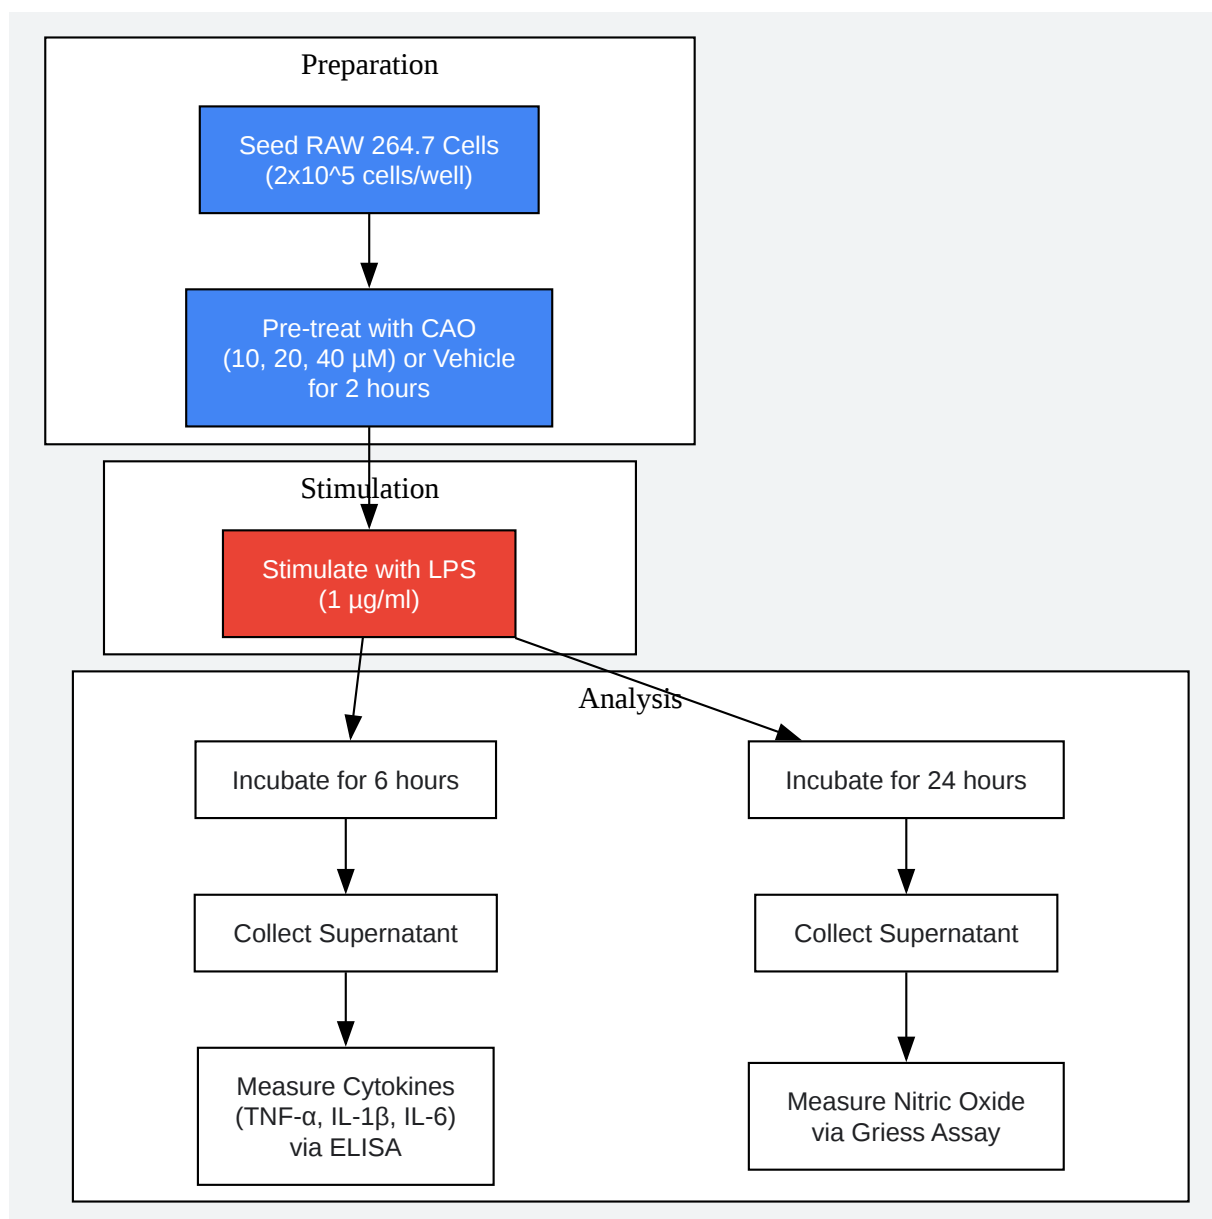 Preparation
Seed RAW 264.7 Cells
(2x10^5 cells/well)
Pre-treat with CAO
(10, 20, 40 µM) or Vehicle
for 2 hours
Stimulation
Stimulate with LPS
(1 µg/ml)
Analysis
Incubate for 6 hours
Incubate for 24 hours
Collect Supernatant
Collect Supernatant
Measure Cytokines
(TNF-α, IL-1β, IL-6)
via ELISA
Measure Nitric Oxide
via Griess Assay